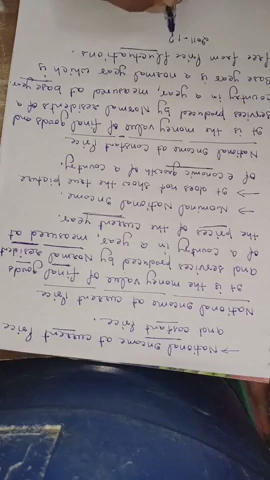 → National Income at current Price
and constant Price.
National Income at current Price
It is the money value of final goods
and services produced by Normal resident
of a country in a year, measured at
the prices of the current year.
→ Nominal National Income.
→ It does not show the true picture
of economic growth of a country.
National Income at constant Price
It is the money value of final goods and
services produced by Normal residents of a
country in a year measured at base year
Base year is a normal year which is
free from Price fluctuations.
2011-12